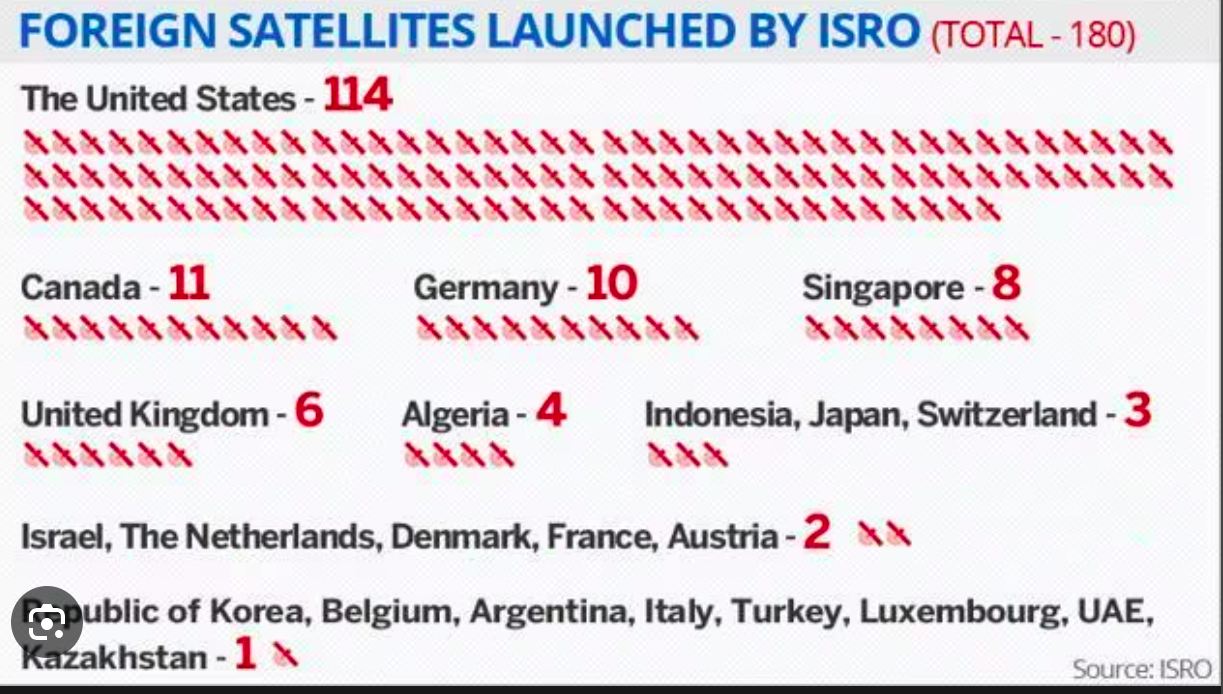 FOREIGN SATELLITES LAUNCHED BY ISRO (TOTAL - 180)
The United States - 114
Canada - 11
Germany - 10
Singapore - 8
United Kingdom - 6
Algeria - 4
Indonesia, Japan, Switzerland - 3
Israel, The Netherlands, Denmark, France, Austria - 2
Republic of Korea, Belgium, Argentina, Italy, Turkey, Luxembourg, UAE,
Kazakhstan - 1
Source: ISRO